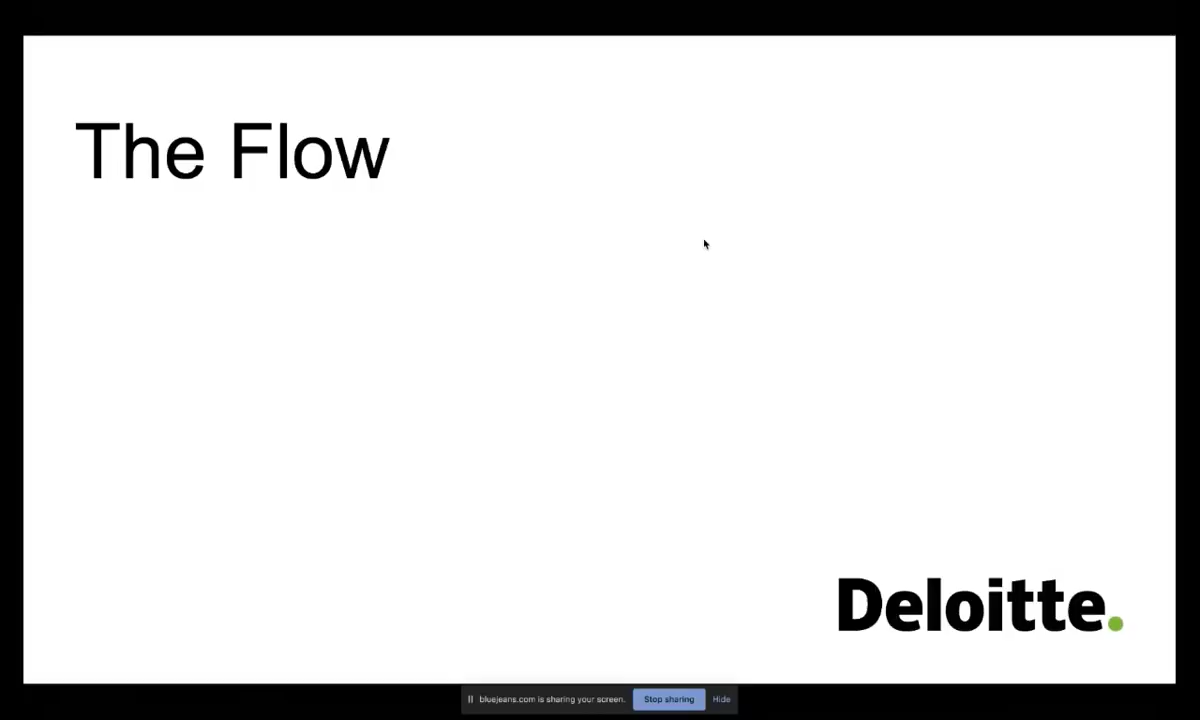 The Flow
Deloitte.
bluejeans.com is sharing your screen. Stop sharing Hide